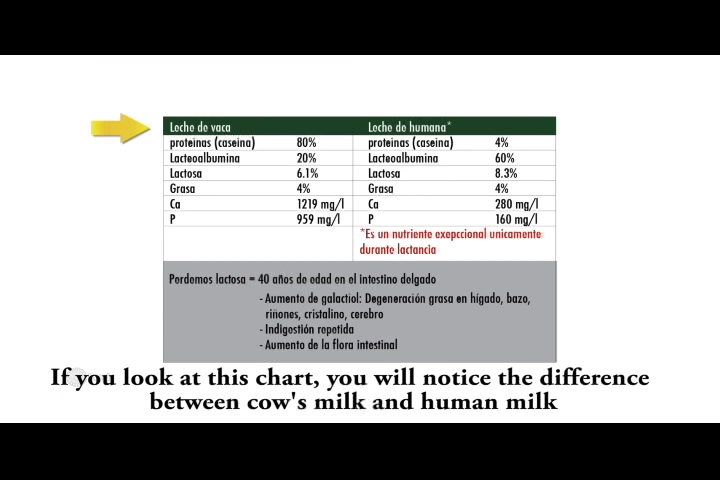 Leche de vaca Leche de humana*
proteinas (caseina) 80% proteinas (caseina) 4%
Lacteoalbumina 20% Lacteoalbumina 60%
Lactosa 6.1% Lactosa 8.3%
Grasa 4% Grasa 4%
Ca 1219 mg/l Ca 280 mg/l
P 959 mg/l P 160 mg/l
*Es un nutriente exepccional unicamente
durante lactancia
Perdemos lactosa = 40 años de edad en el intestino delgado
- Aumento de galactiol: Degeneración grasa en hígado, bazo,
riñones, cristalino, cerebro
- Indigestión repetida
- Aumento de la flora intestinal
If you look at this chart, you will notice the difference
between cow's milk and human milk